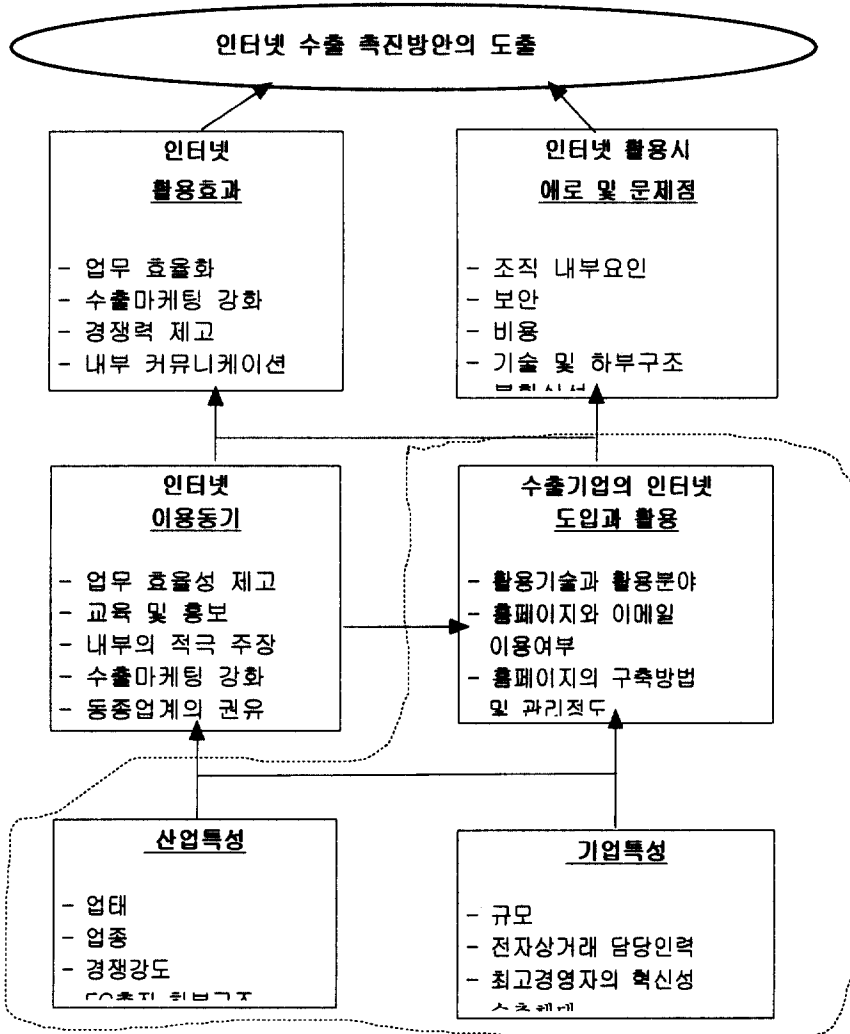 인터넷 수출 촉진방안의 도출
인터넷
활용효과
- 업무 효율화
- 수출마케팅 강화
- 경쟁력 제고
- 내부 커뮤니케이션
인터넷 활용시
애로 및 문제점
- 조직 내부요인
- 보안
- 비용
- 기술 및 하부구조
인터넷
이용동기
- 업무 효율성 제고
- 교육 및 홍보
- 내부의 적극 주장
- 수출마케팅 강화
- 동종업계의 권유
수출기업의 인터넷
도입과 활용
- 활용기술과 활용분야
- 홈페이지와 이메일
이용여부
- 홈페이지의 구축방법
및 관리정도
산업특성
- 업태
- 업종
- 경쟁강도
기업특성
- 규모
- 전자상거래 담당인력
- 최고경영자의 혁신성